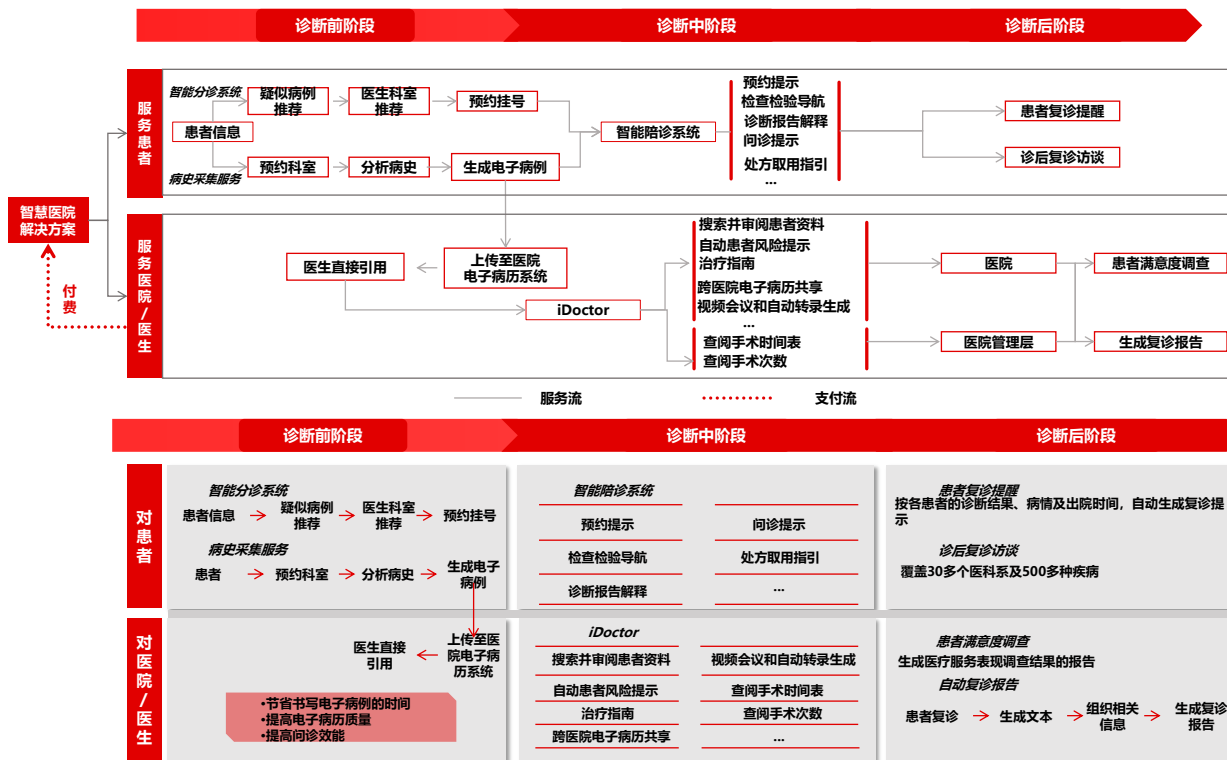 诊断前阶段
诊断中阶段
诊断后阶段
服务患者
智能分诊系统
疑似病例
推荐
医生科室
推荐
预约挂号
患者信息
预约科室
分析病史
生成电子病例
病史采集服务
智能陪诊系统
预约提示
检查检验导航
诊断报告解释
问诊提示
处方取用指引
...
患者复诊提醒
诊后复诊访谈
智慧医院
解决方案
付费
服务医院/医生
医生直接引用
上传至医院
电子病历系统
iDoctor
搜索并审阅患者资料
自动患者风险提示
治疗指南
跨医院电子病历共享
视频会议和自动转录生成
...
查阅手术时间表
查阅手术次数
医院
医院管理层
患者满意度调查
生成复诊报告
服务流
支付流
诊断前阶段
诊断中阶段
诊断后阶段
对患者
智能分诊系统
患者信息
疑似病例
推荐
医生科室
推荐
预约挂号
病史采集服务
患者
预约科室
分析病史
生成电子
病例
智能陪诊系统
预约提示
问诊提示
检查检验导航
处方取用指引
诊断报告解释
...
患者复诊提醒
按各患者的诊断结果、病情及出院时间，自动生成复诊提
示
诊后复诊访谈
覆盖30多个医科系及500多种疾病
对医院/医生
医生直接
引用
上传至医
院电子病
历系统
•节省书写电子病例的时间
•提高电子病历质量
•提高问诊效能
iDoctor
搜索并审阅患者资料
视频会议和自动转录生成
自动患者风险提示
查阅手术时间表
治疗指南
查阅手术次数
跨医院电子病历共享
...
患者满意度调查
生成医疗服务表现调查结果的报告
自动复诊报告
患者复诊
生成文本
组织相关
信息
生成复诊
报告